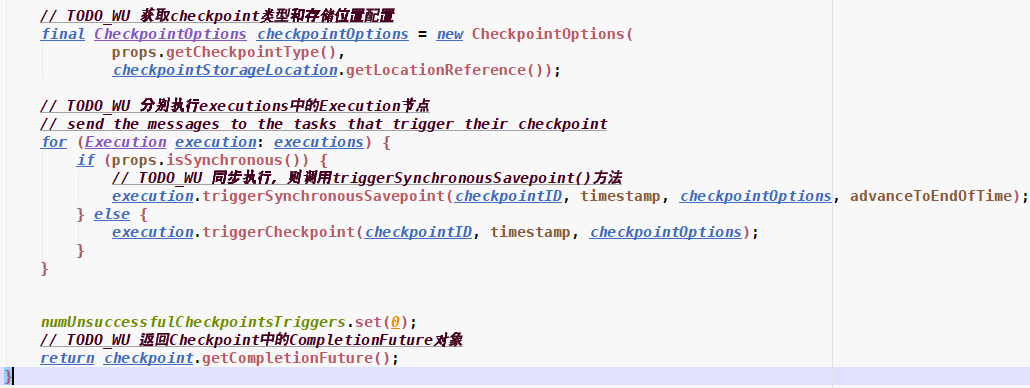 // TODO_WU 获取checkpoint类型和存储位置配置
final CheckpointOptions checkpointOptions = new CheckpointOptions(
props.getCheckpointType(),
checkpointStorageLocation.getLocationReference());
// TODO_WU 分别执行executions中的Execution节点
// send the messages to the tasks that trigger their checkpoint
for (Execution execution: executions) {
if (props.isSynchronous()) {
// TODO_WU 同步执行, 则调用triggerSynchronousSavepoint()方法
execution.triggerSynchronousSavepoint(checkpointID, timestamp, checkpointOptions, advanceToEndOfTime);
} else {
execution.triggerCheckpoint(checkpointID, timestamp, checkpointOptions);
}
}
numUnsuccessfulCheckpointsTriggers.set(0);
// TODO_WU 返回Checkpoint中的CompletionFuture对象
return checkpoint.getCompletionFuture();
}